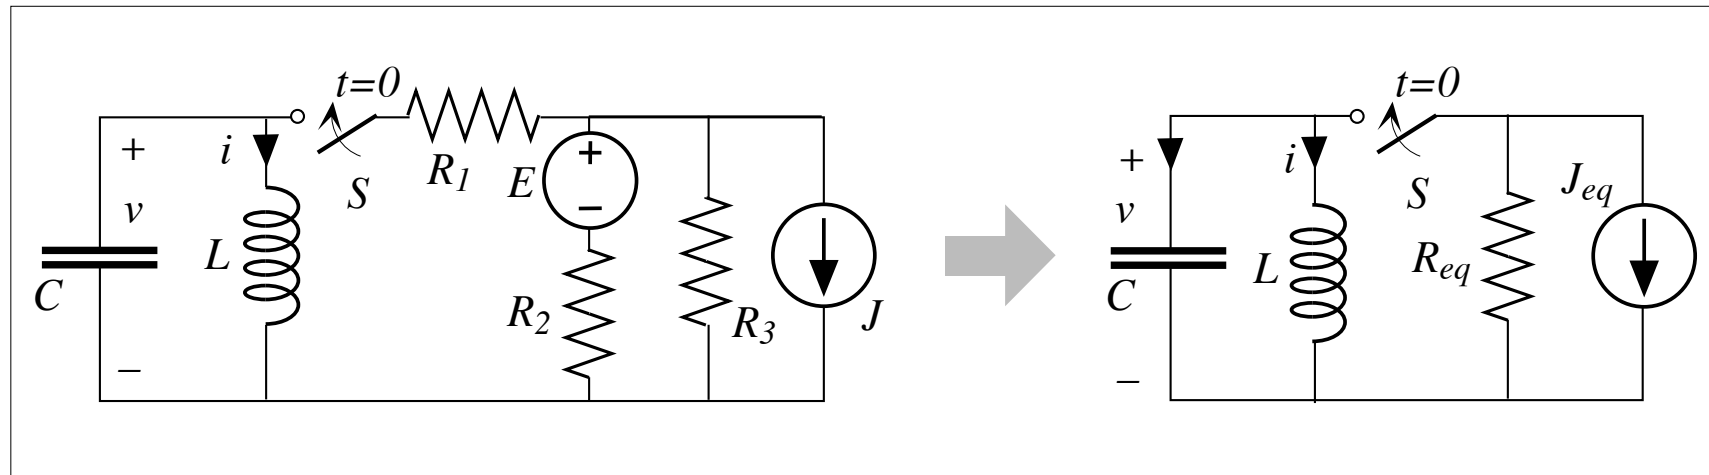 t=0
+
i
R1
+
S
E
v
−
L
C
R2
R3
J
−
t=0
+
i
S
Jeq
v
Req
L
C
−